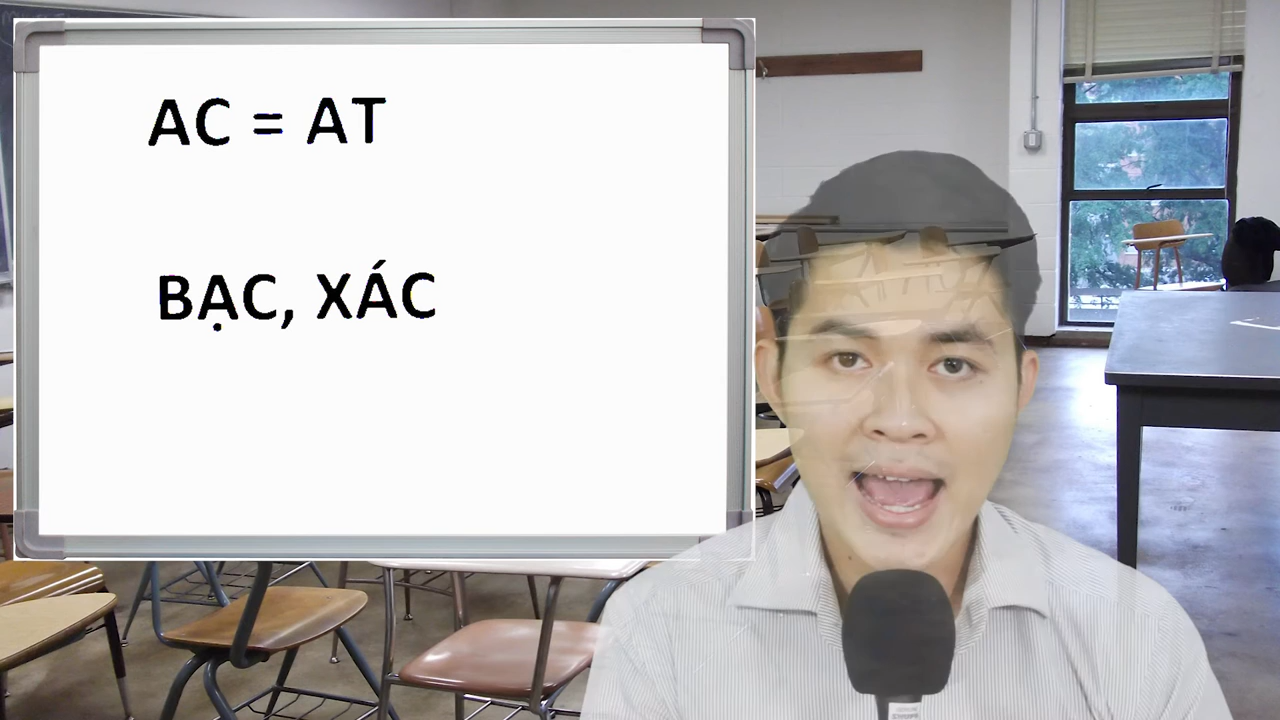 AC = AT
BẠC, XÁC